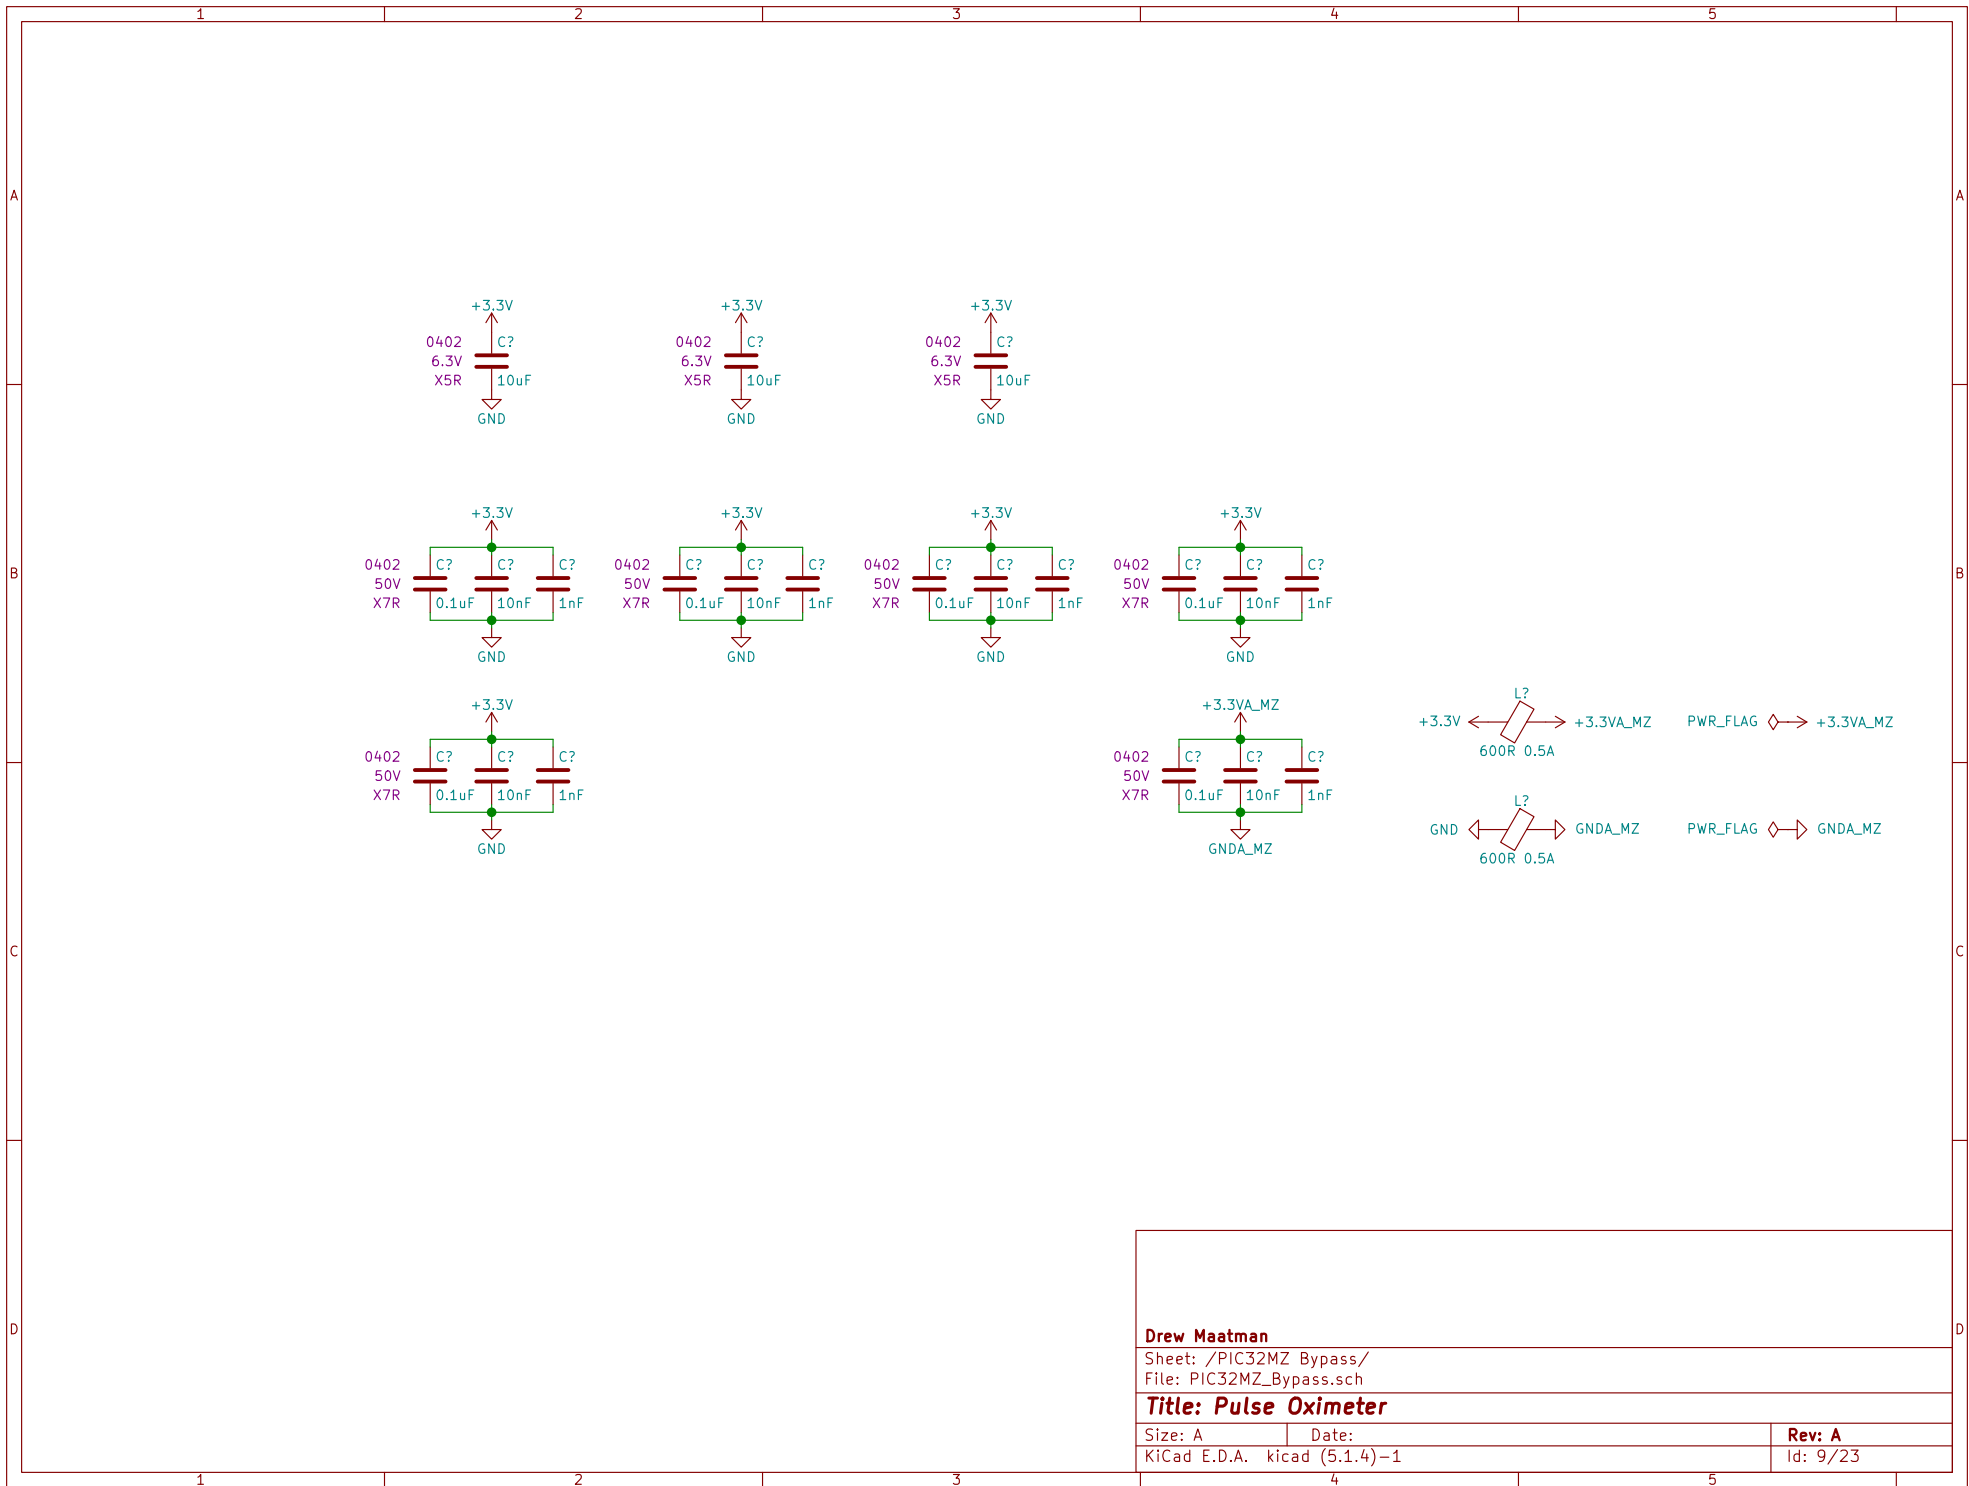 1 2 3 4 5
A A
+3.3V +3.3V +3.3V
0402 C? 0402 C? 0402 C?
6.3V 6.3V 6.3V
X5R 10uF X5R 10uF X5R 10uF
GND GND GND
+3.3V +3.3V +3.3V +3.3V
0402 C? C? C? 0402 C? C? C? 0402 C? C? C? 0402 C? C? C?
B 50V 50V 50V 50V B
X7R 0.1uF 10nF 1nF X7R 0.1uF 10nF 1nF X7R 0.1uF 10nF 1nF X7R 0.1uF 10nF 1nF
GND GND GND GND
L?
+3.3V +3.3VA_MZ
+3.3V +3.3VA_MZ PWR_FLAG +3.3VA_MZ
600R 0.5A
0402 C? C? C? 0402 C? C? C?
50V 50V
X7R 0.1uF 10nF 1nF X7R 0.1uF 10nF 1nF
L?
GND GNDA_MZ PWR_FLAG GNDA_MZ
GND GNDA_MZ
600R 0.5A
C C
D D
Drew Maatman
Sheet: /PIC32MZ Bypass/
File: PIC32MZ_Bypass.sch
Title: Pulse Oximeter
Size: A Date: Rev: A
KiCad E.D.A. kicad (5.1.4)-1 Id: 9/23
1 2 3 4 5